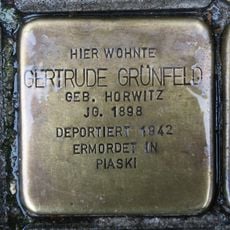 HIER WOHNTE
GERTRUDE GRÜNFELD
GEB. HORWITZ
JG. 1898
DEPORTIERT 1942
ERMORDET IN
PIASKI